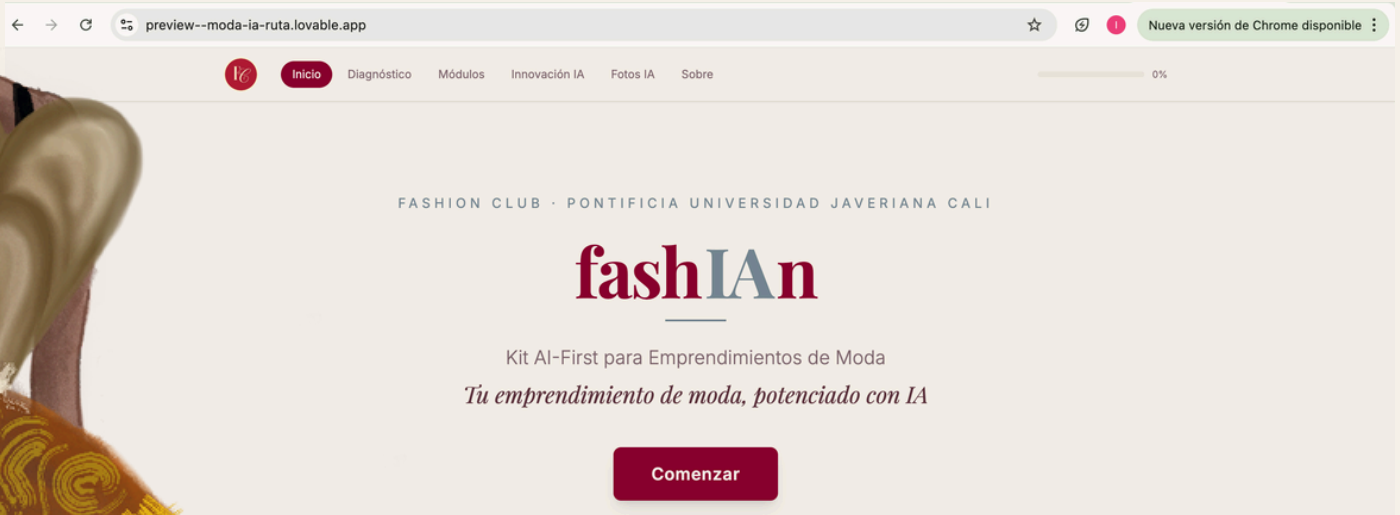 preview--moda-ia-ruta.lovable.app
I
Nueva versión de Chrome disponible
FC
Inicio Diagnóstico Módulos Innovación IA Fotos IA Sobre
0%
FASHION CLUB · PONTIFICIA UNIVERSIDAD JAVERIANA CALI
fashIAn
Kit AI-First para Emprendimientos de Moda
Tu emprendimiento de moda, potenciado con IA
Comenzar